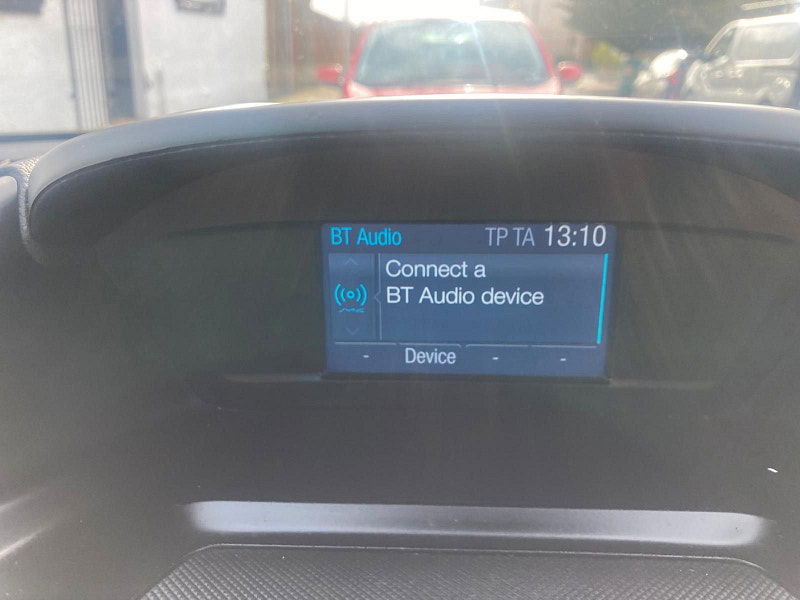 BT Audio TP TA 13:10
Connect a
BT Audio device
- Device - -